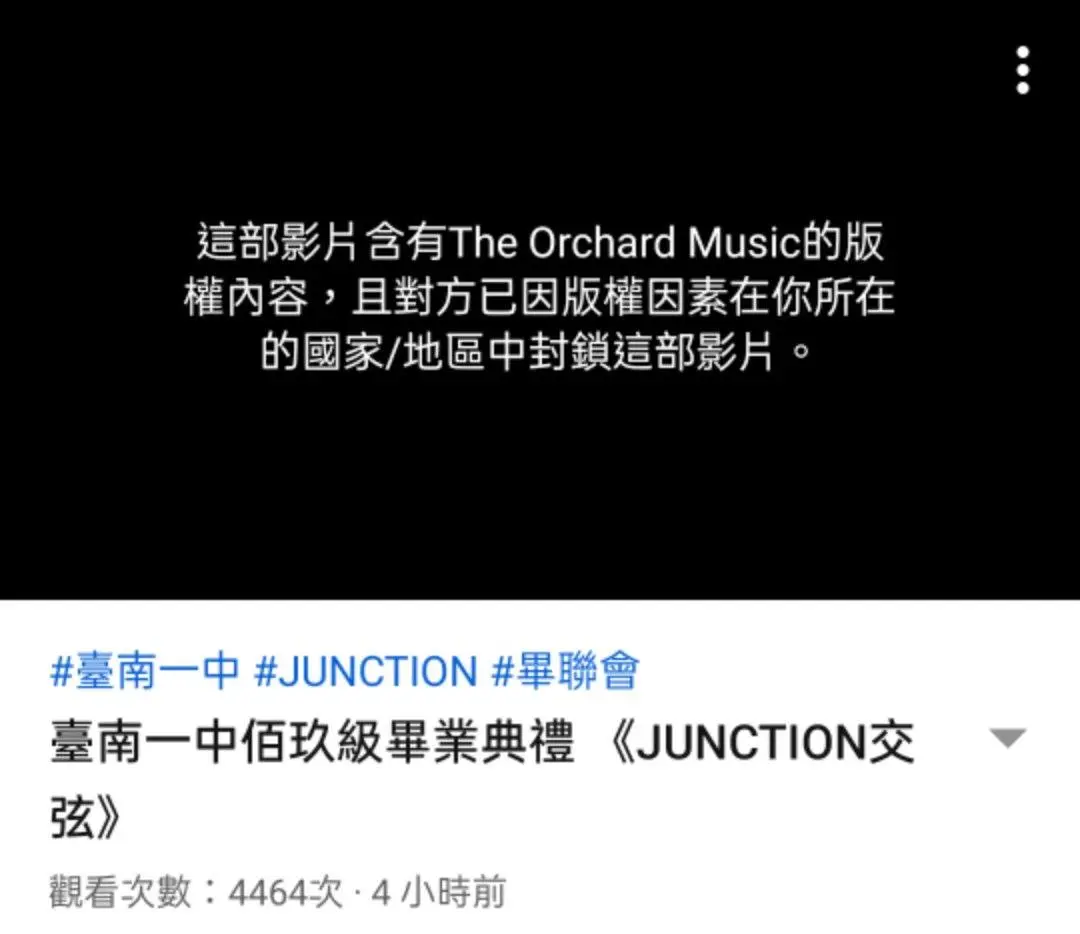 這部影片含有The Orchard Music的版
權內容，且對方已因版權因素在你所在
的國家/地區中封鎖這部影片。
#臺南一中 #JUNCTION #畢聯會
臺南一中佰玖級畢業典禮 《JUNCTION交
弦》
觀看次數：4464次 · 4 小時前